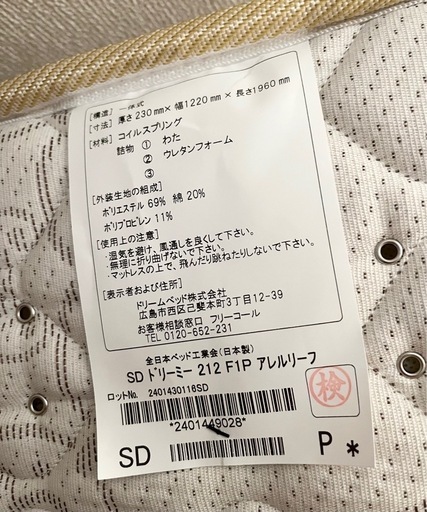 [構造] 一体式
[寸法] 厚さ230mm× 幅1220mm × 長さ1960mm
[材料] コイルスプリング
詰物 ① わた
② ウレタンフォーム
③
[外装生地の組成]
ポリエステル 69% 綿 20%
ポリプロピレン 11%
[使用上の注意]
・湿気を避け、風通しを良くして下さい。
・無理に折り曲げないで下さい。
・マットレスの上で、飛んだり跳ねたりしないで下さい。
[表示者および住所]
ドリームベッド株式会社
広島市西区己斐本町3丁目12-39
お客様相談窓口 フリーコール
TEL 0120-652-231
全日本ベッド工業会(日本製)
SD ドリーミー 212 F1P アレルリーフ
ロットNo. 2401430116SD
検
*2401449028*
SD P *